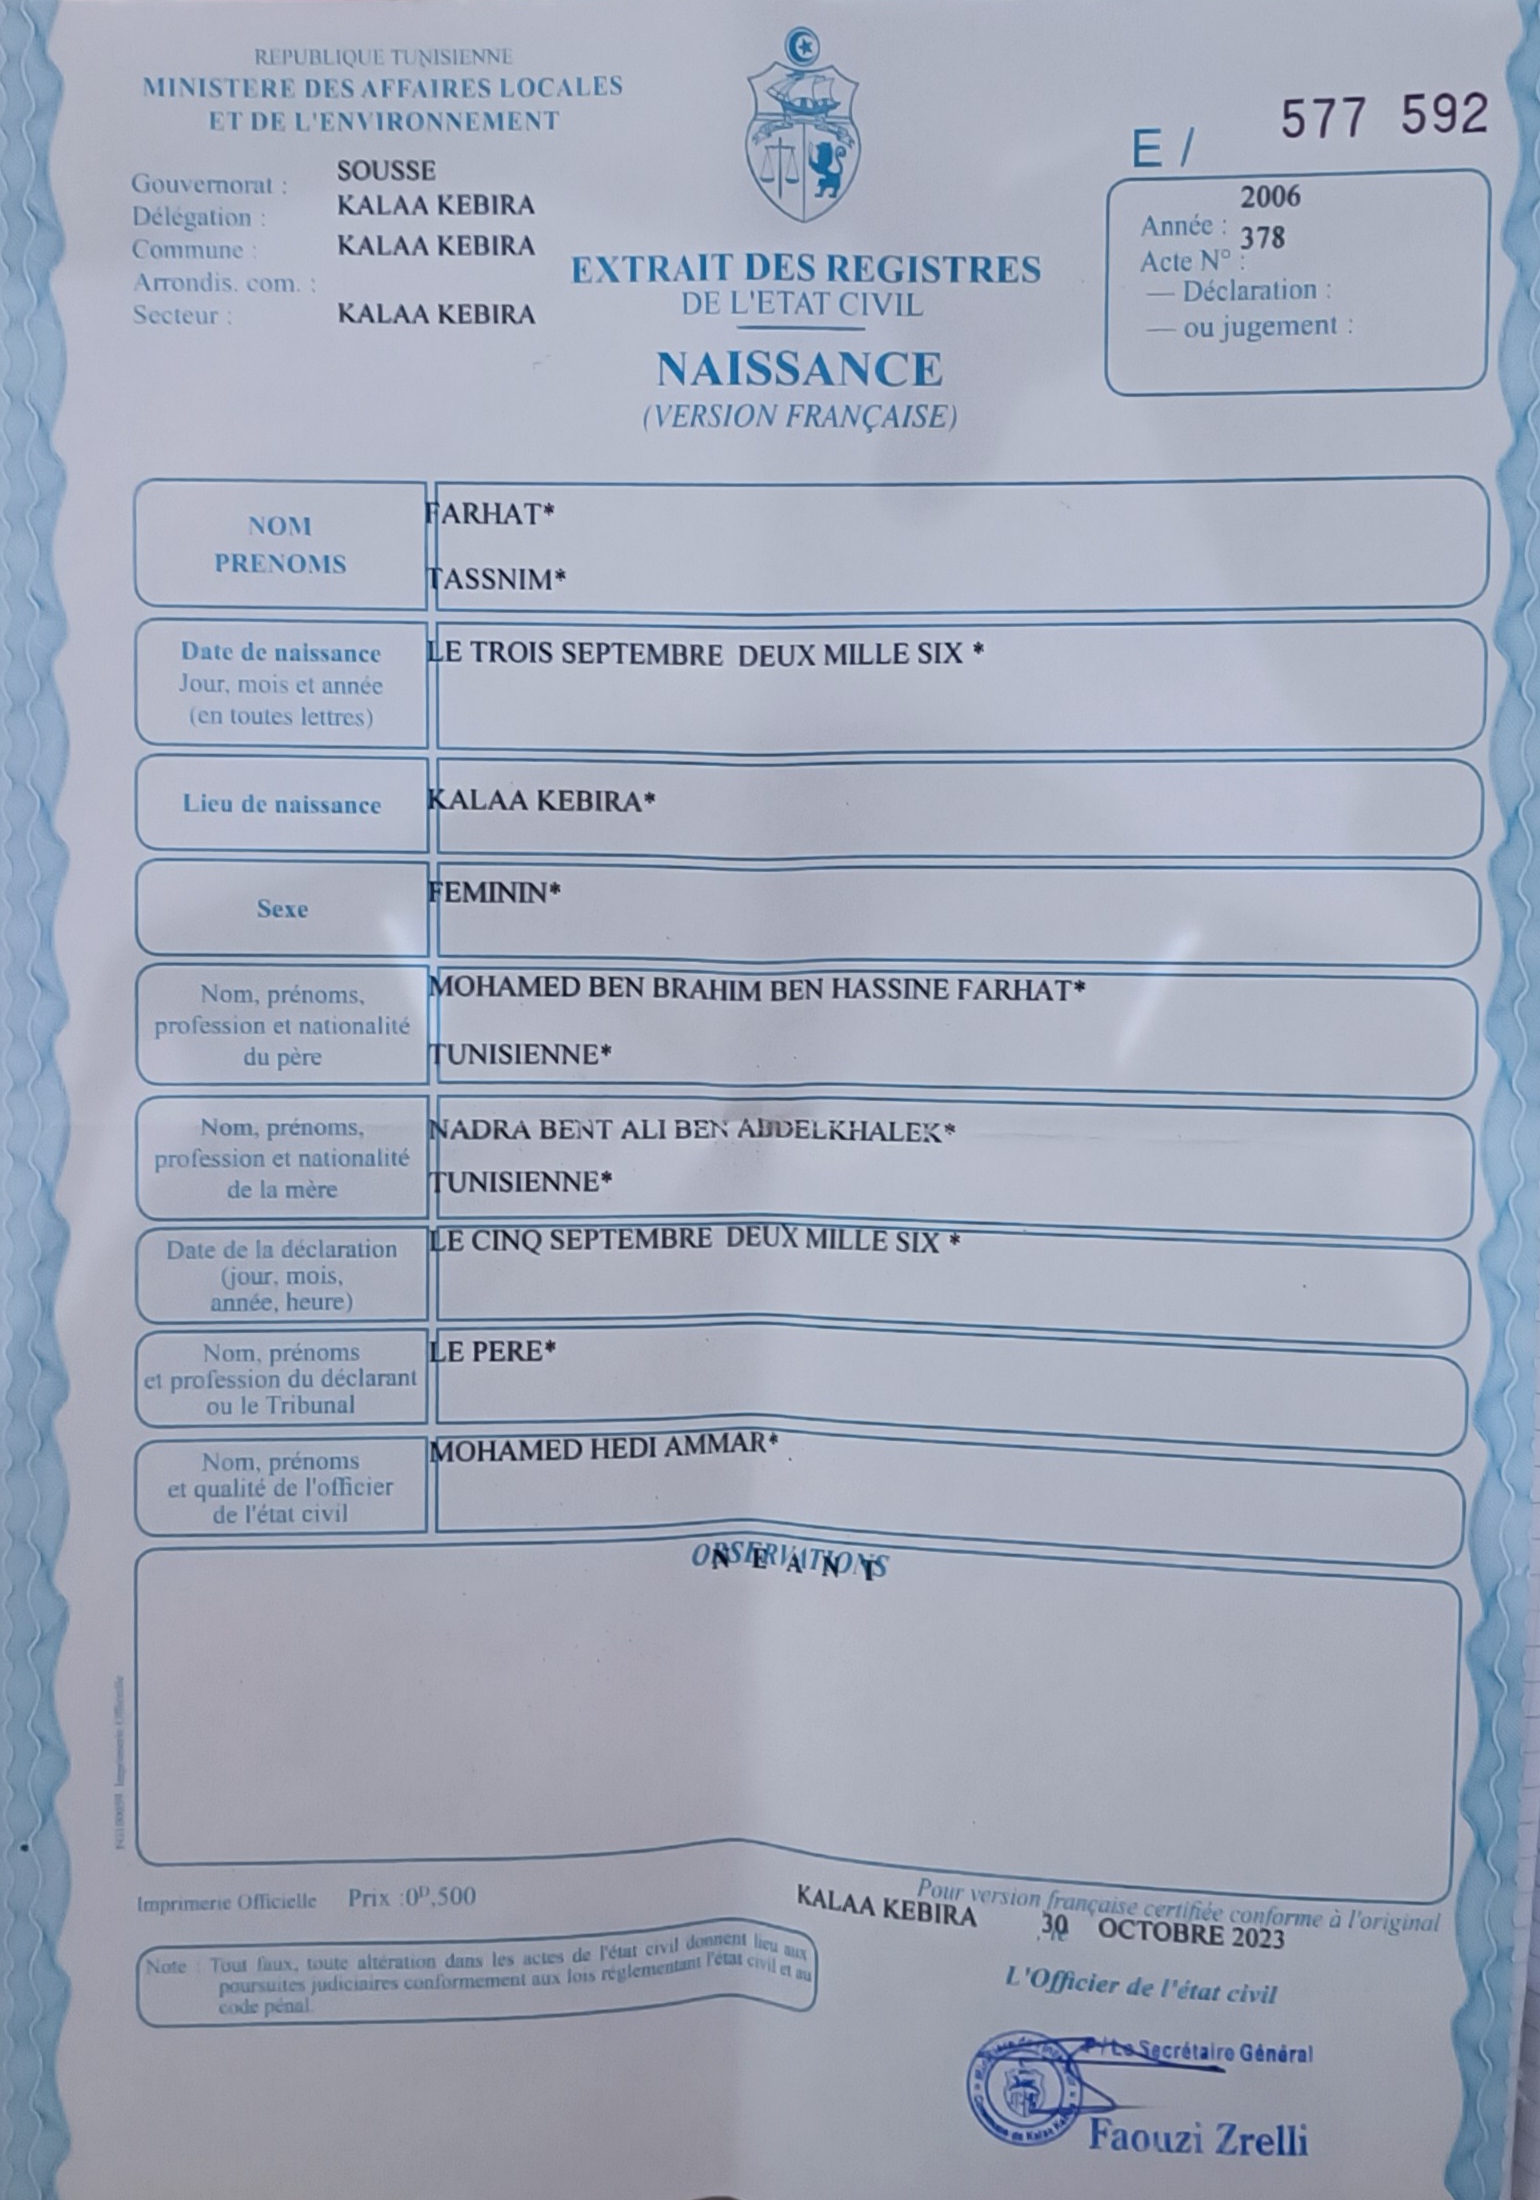 REPUBLIQUE TUNISIENNE
MINISTERE DES AFFAIRES LOCALES
ET DE L'ENVIRONNEMENT
Gouvernorat : SOUSSE
Délégation : KALAA KEBIRA
Commune : KALAA KEBIRA
Arrondis. com. :
Secteur : KALAA KEBIRA
E / 577 592
Année : 2006
Acte N° : 378
— Déclaration :
— ou jugement :
EXTRAIT DES REGISTRES
DE L'ETAT CIVIL
NAISSANCE
(VERSION FRANÇAISE)
NOM
PRENOMS
FARHAT*
TASSNIM*
Date de naissance
Jour, mois et année
(en toutes lettres)
LE TROIS SEPTEMBRE DEUX MILLE SIX *
Lieu de naissance
KALAA KEBIRA*
Sexe
FEMININ*
Nom, prénoms,
profession et nationalité
du père
MOHAMED BEN BRAHIM BEN HASSINE FARHAT*
TUNISIENNE*
Nom, prénoms,
profession et nationalité
de la mère
NADRA BENT ALI BEN ABDELKHALEK*
TUNISIENNE*
Date de la déclaration
(jour, mois,
année, heure)
LE CINQ SEPTEMBRE DEUX MILLE SIX *
Nom, prénoms
et profession du déclarant
ou le Tribunal
LE PERE*
Nom, prénoms
et qualité de l'officier
de l'état civil
MOHAMED HEDI AMMAR*
OBSERVATIONS
N E A N T
Imprimerie Officielle Prix :0ᴰ,500
Pour version française certifiée conforme à l'original
KALAA KEBIRA 30 OCTOBRE 2023
Note : Tout faux, toute altération dans les actes de l'état civil donnent lieu aux
poursuites judiciaires conformement aux lois réglementant l'état civil et au
code pénal.
L'Officier de l'état civil
P/Le Secrétaire Général
Faouzi Zrelli